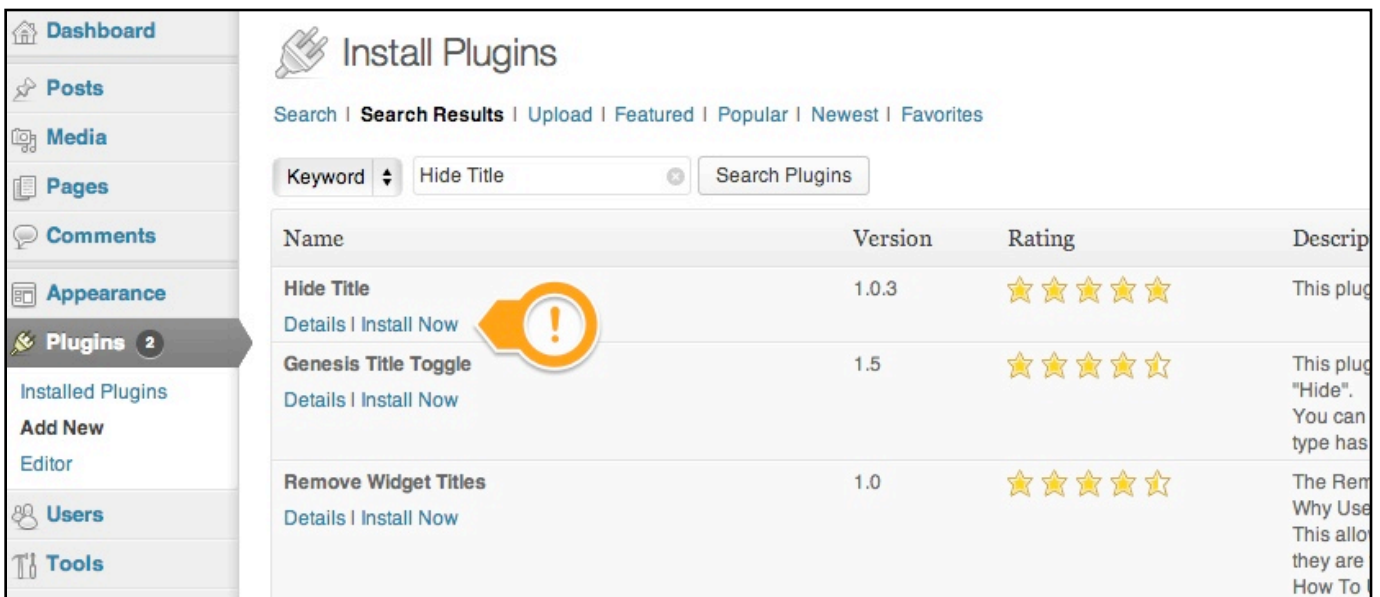 Dashboard
Posts
Media
Pages
Comments
Appearance
Plugins 2
Installed Plugins
Add New
Editor
Users
Tools
Install Plugins
Search | Search Results | Upload | Featured | Popular | Newest | Favorites
Keyword Hide Title Search Plugins
Name Version Rating Descrip
Hide Title 1.0.3 This plug
Details | Install Now !
Genesis Title Toggle 1.5 This plug
"Hide".
Details | Install Now
You can
type has
Remove Widget Titles 1.0 The Rem
Why Use
Details | Install Now
This allo
they are
How To